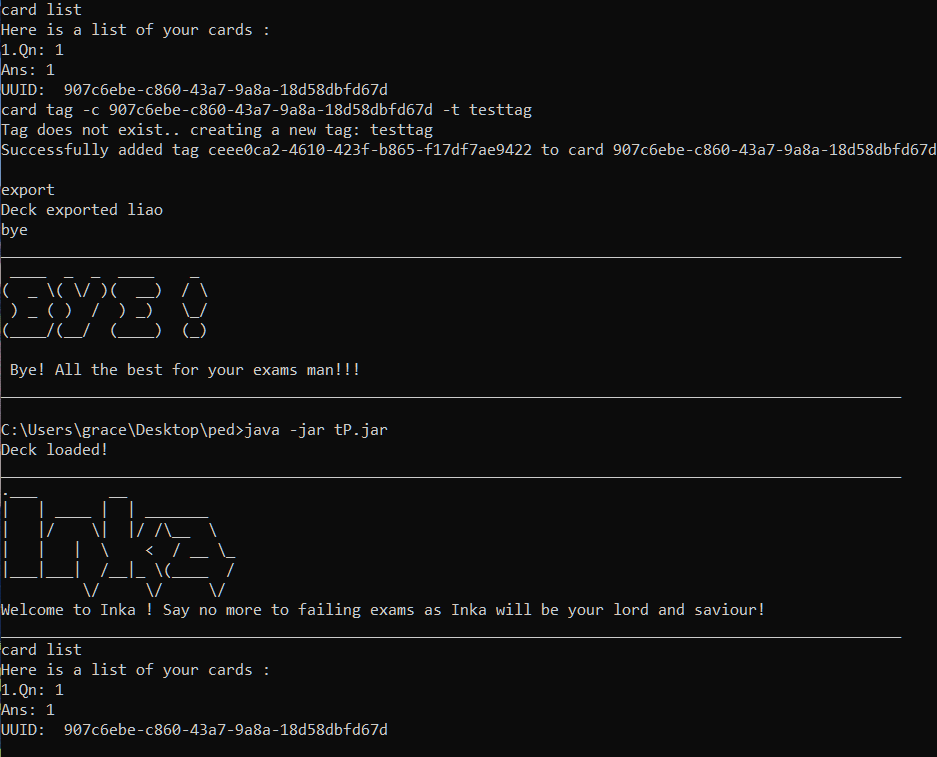 card list
Here is a list of your cards :
1.Qn: 1
Ans: 1
UUID:  907c6ebe-c860-43a7-9a8a-18d58dbfd67d
card tag -c 907c6ebe-c860-43a7-9a8a-18d58dbfd67d -t testtag
Tag does not exist.. creating a new tag: testtag
Successfully added tag ceee0ca2-4610-423f-b865-f17df7ae9422 to card 907c6ebe-c860-43a7-9a8a-18d58dbfd67d
export
Deck exported liao
bye
BYE !
Bye! All the best for your exams man!!!
C:\Users\grace\Desktop\ped>java -jar tP.jar
Deck loaded!
Inka
Welcome to Inka ! Say no more to failing exams as Inka will be your lord and saviour!
card list
Here is a list of your cards :
1.Qn: 1
Ans: 1
UUID:  907c6ebe-c860-43a7-9a8a-18d58dbfd67d